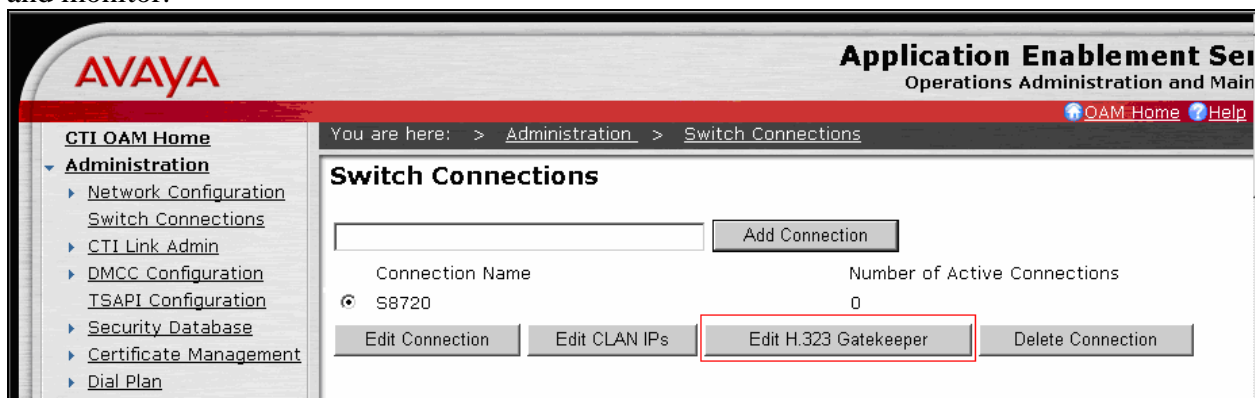 and monitor.
AVAYA
Application Enablement Ser
Operations Administration and Main
OAM Home Help
CTI OAM Home
You are here: > Administration > Switch Connections
Administration
Network Configuration
Switch Connections
CTI Link Admin
DMCC Configuration
TSAPI Configuration
Security Database
Certificate Management
Dial Plan
Switch Connections
Add Connection
Connection Name Number of Active Connections
S8720 0
Edit Connection Edit CLAN IPs Edit H.323 Gatekeeper Delete Connection